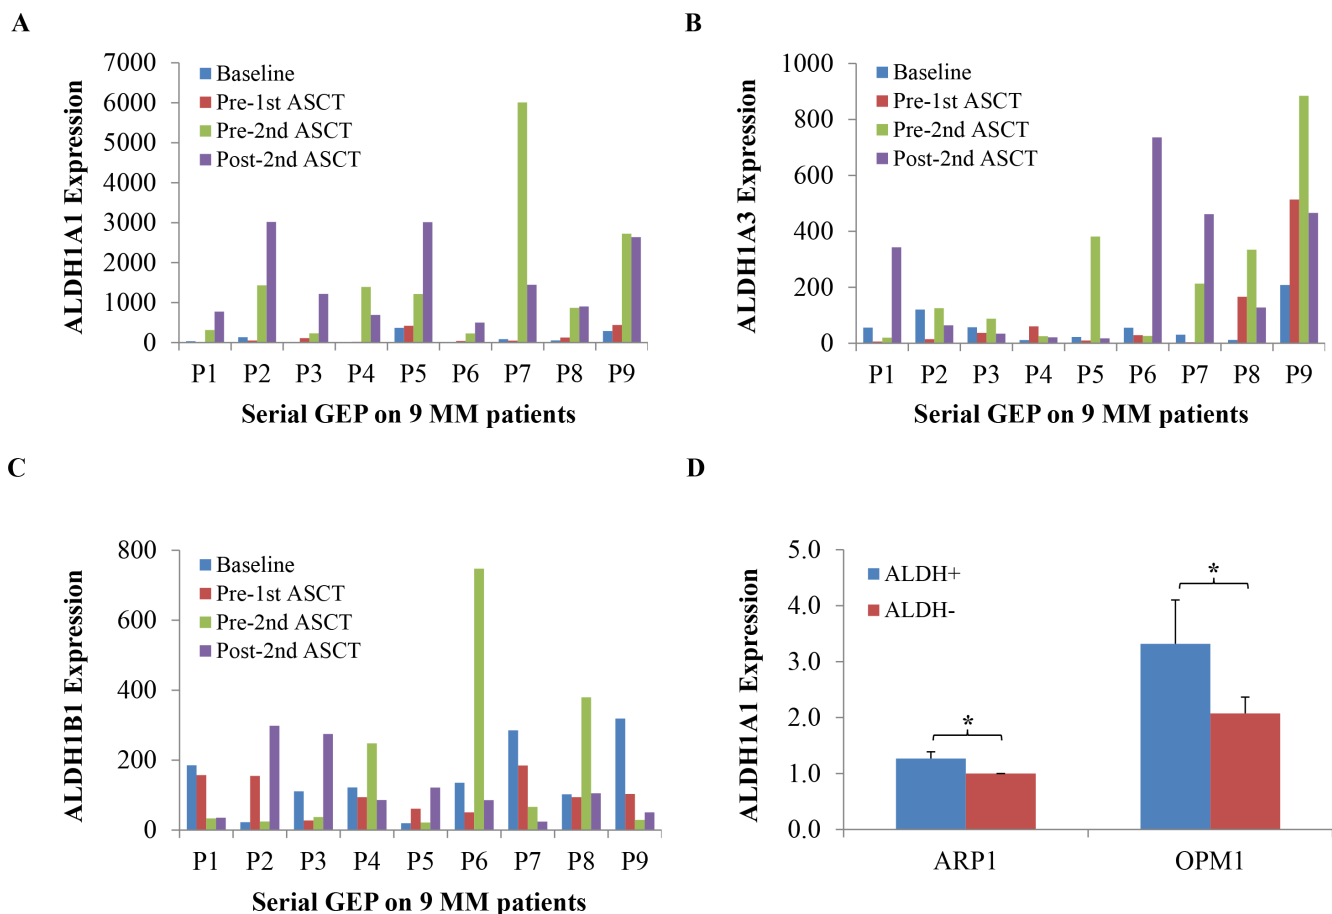 A
7000
6000
5000
4000
3000
2000
1000
0
ALDH1A1 Expression
Baseline
Pre-1st ASCT
Pre-2nd ASCT
Post-2nd ASCT
P1 P2 P3 P4 P5 P6 P7 P8 P9
Serial GEP on 9 MM patients
B
1000
800
600
400
200
0
ALDH1A3 Expression
Baseline
Pre-1st ASCT
Pre-2nd ASCT
Post-2nd ASCT
P1 P2 P3 P4 P5 P6 P7 P8 P9
Serial GEP on 9 MM patients
C
800
600
400
200
0
ALDH1B1 Expression
Baseline
Pre-1st ASCT
Pre-2nd ASCT
Post-2nd ASCT
P1 P2 P3 P4 P5 P6 P7 P8 P9
Serial GEP on 9 MM patients
D
5.0
4.0
3.0
2.0
1.0
0.0
ALDH1A1 Expression
ALDH+
ALDH-
*
*
ARP1 OPM1